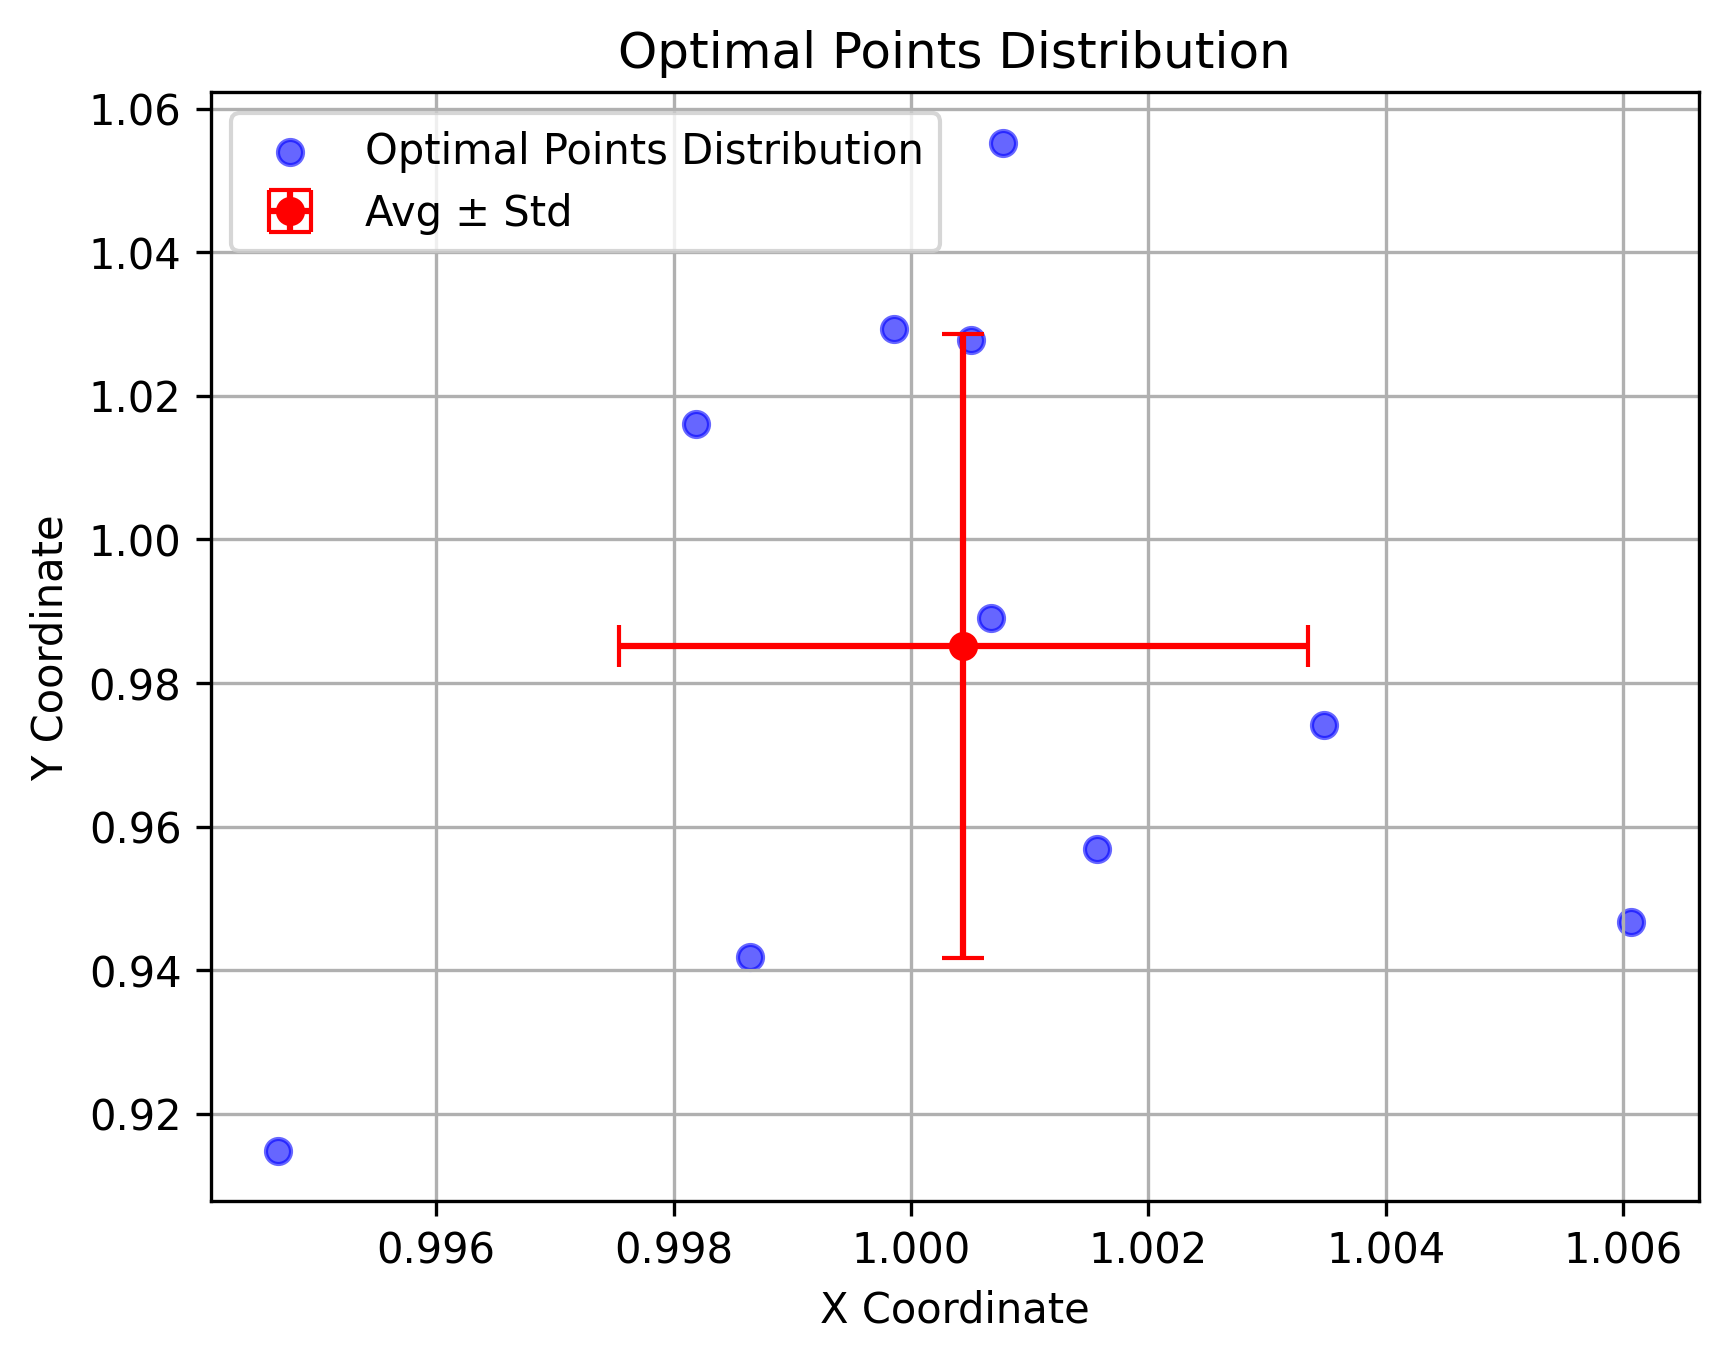 Optimal Points Distribution
1.06
1.04
1.02
1.00
0.98
0.96
0.94
0.92
Y Coordinate
Optimal Points Distribution
Avg ± Std
0.996
0.998
1.000
1.002
1.004
1.006
X Coordinate